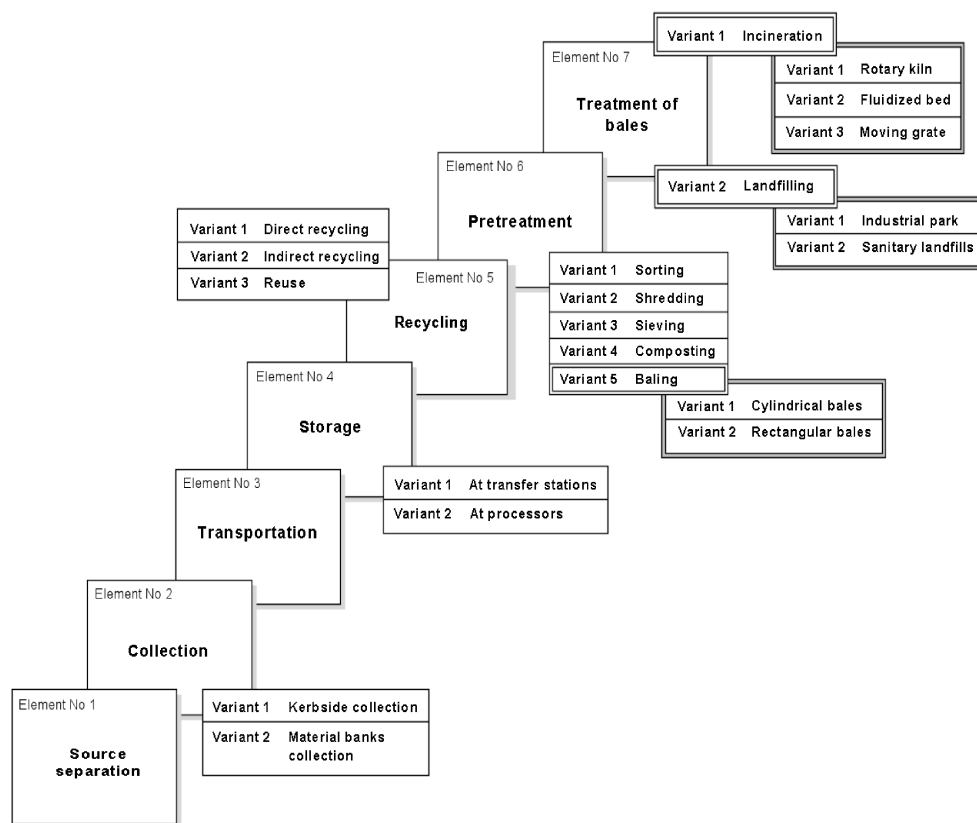 Variant 1 Incineration
Element No 7
Treatment of
bales
Variant 1 Rotary kiln
Variant 2 Fluidized bed
Variant 3 Moving grate
Element No 6
Pretreatment
Variant 2 Landfilling
Variant 1 Industrial park
Variant 2 Sanitary landfills
Variant 1 Direct recycling
Variant 2 Indirect recycling
Variant 3 Reuse
Element No 5
Recycling
Variant 1 Sorting
Variant 2 Shredding
Variant 3 Sieving
Variant 4 Composting
Variant 5 Baling
Variant 1 Cylindrical bales
Variant 2 Rectangular bales
Element No 4
Storage
Variant 1 At transfer stations
Variant 2 At processors
Element No 3
Transportation
Element No 2
Collection
Variant 1 Kerbside collection
Variant 2 Material banks
collection
Element No 1
Source
separation